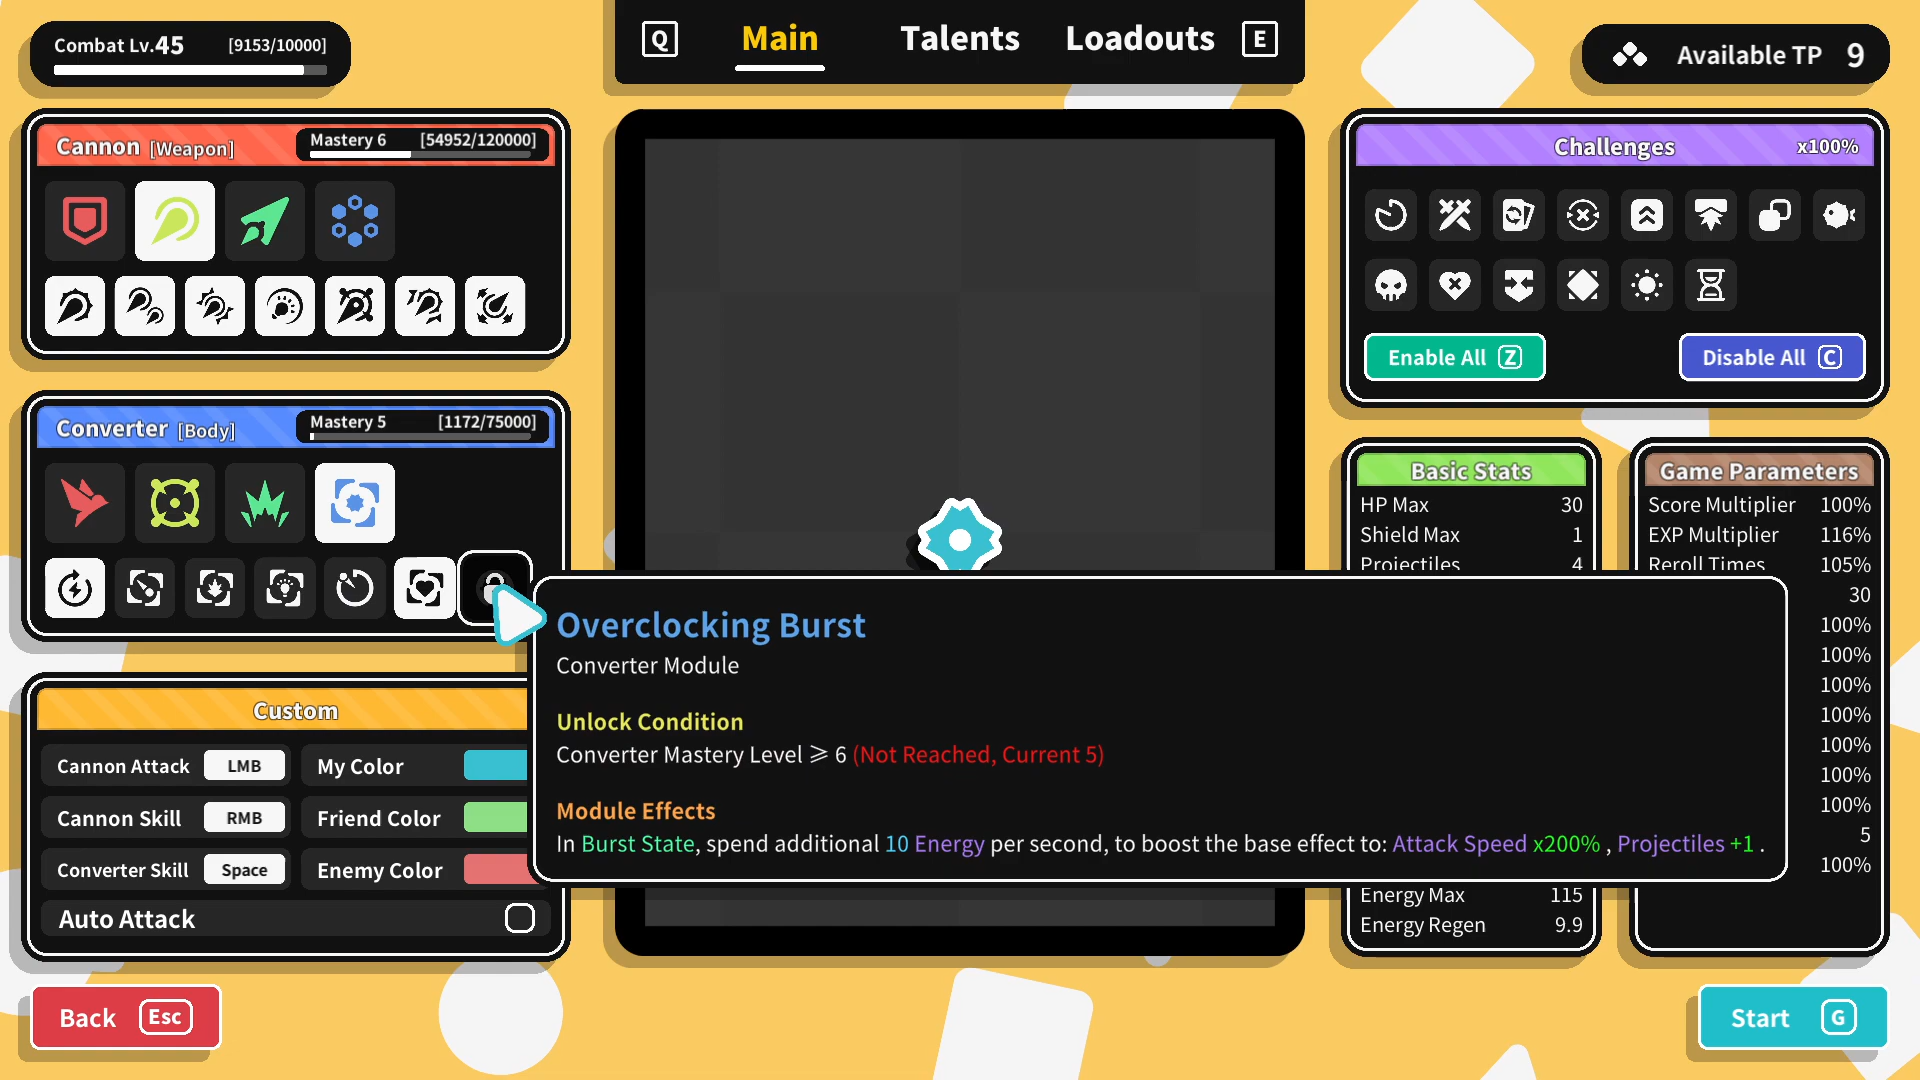 Combat Lv.45 [9153/10000]
Q Main Talents Loadouts E
Available TP 9
Cannon [Weapon] Mastery 6 [54952/120000]
Converter [Body] Mastery 5 [1172/75000]
Custom
Cannon Attack LMB My Color
Cannon Skill RMB Friend Color
Converter Skill Space Enemy Color
Auto Attack
Back Esc
Challenges x100%
Enable All Z Disable All C
Basic Stats
HP Max 30
Shield Max 1
Projectiles 4
Energy Max 115
Energy Regen 9.9
Game Parameters
Score Multiplier 100%
EXP Multiplier 116%
Reroll Times 105%
30
100%
100%
100%
100%
100%
100%
100%
5
100%
Overclocking Burst
Converter Module
Unlock Condition
Converter Mastery Level ⩾ 6 (Not Reached, Current 5)
Module Effects
In Burst State, spend additional 10 Energy per second, to boost the base effect to: Attack Speed x200% , Projectiles +1 .
Start G